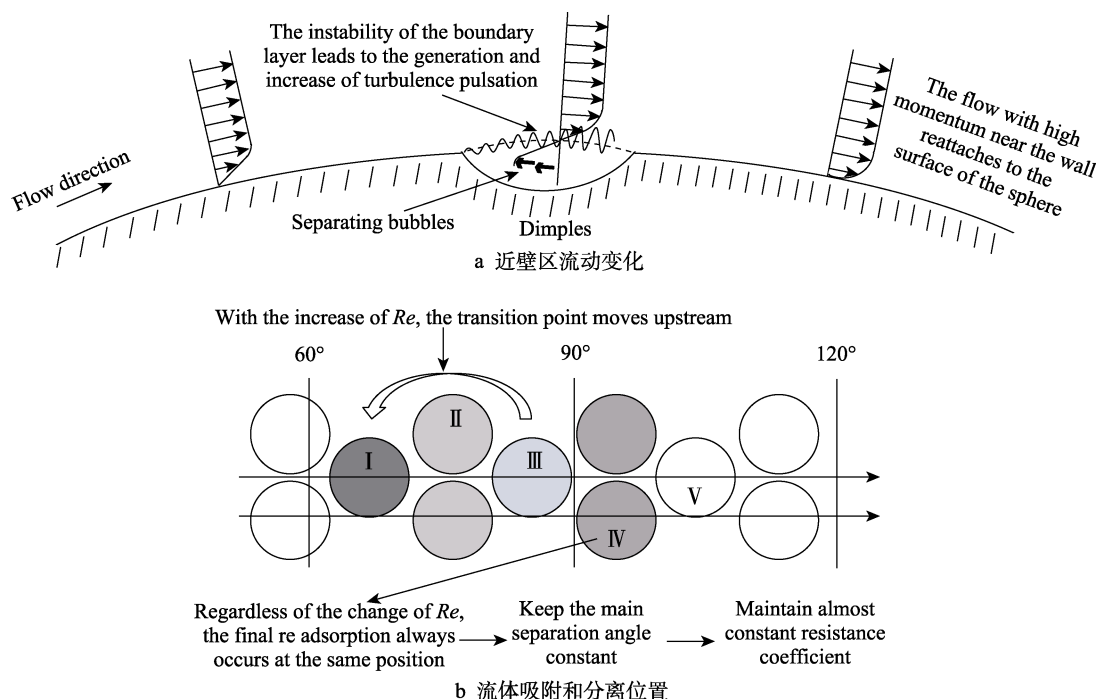 The instability of the boundary
layer leads to the generation and
increase of turbulence pulsation
Flow direction
The flow with high
momentum near the wall
reattaches to the
surface of the sphere
Separating bubbles
Dimples
a 近壁区流动变化
With the increase of Re, the transition point moves upstream
60°
90°
120°
Ⅰ
Ⅱ
Ⅲ
Ⅳ
Ⅴ
Regardless of the change of Re,
the final re adsorption always
occurs at the same position
Keep the main
separation angle
constant
Maintain almost
constant resistance
coefficient
b 流体吸附和分离位置